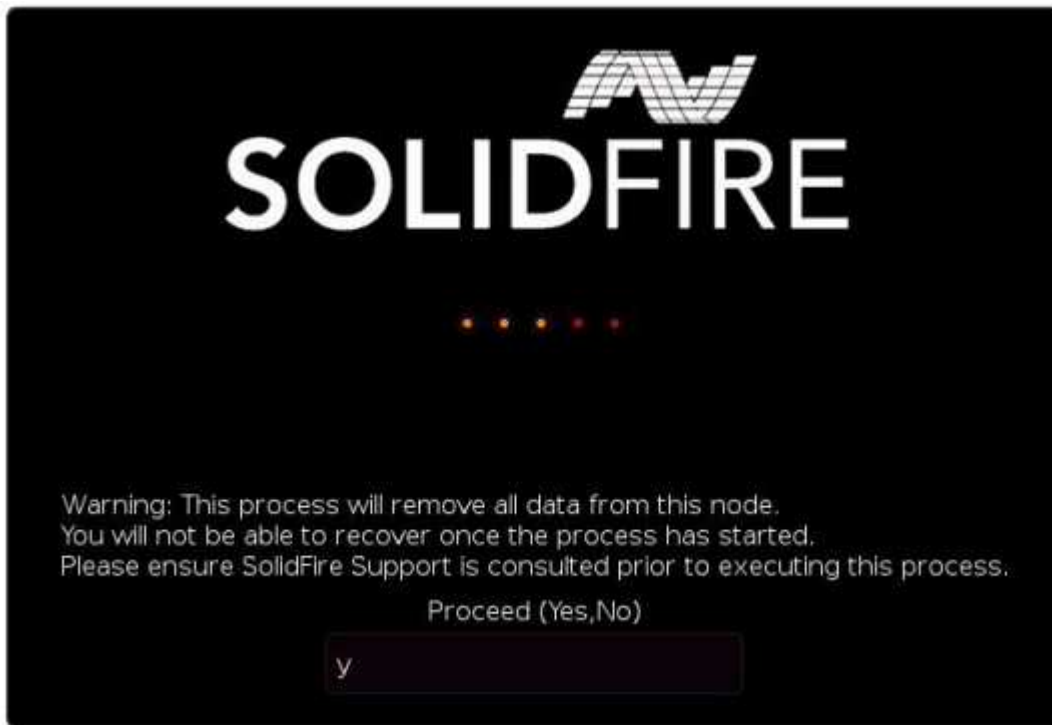 SOLIDFIRE
Warning: This process will remove all data from this node.
You will not be able to recover once the process has started.
Please ensure SolidFire Support is consulted prior to executing this process.
Proceed (Yes,No)
y